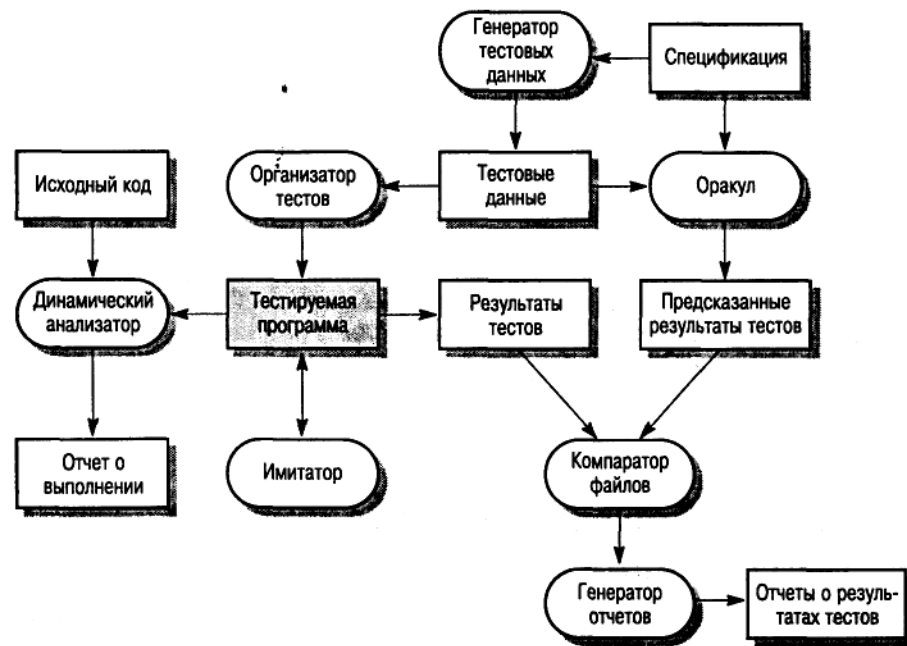 Генератор
тестовых
данных
Спецификация
Исходный код
Организатор
тестов
Тестовые
данные
Оракул
Динамический
анализатор
Тестируемая
программа
Результаты
тестов
Предсказанные
результаты тестов
Отчет о
выполнении
Имитатор
Компаратор
файлов
Генератор
отчетов
Отчеты о резуль-
татах тестов